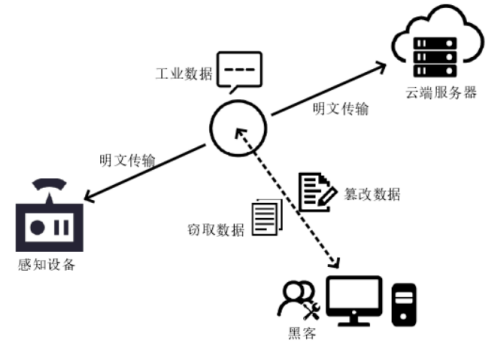 工业数据
云端服务器
明文传输
明文传输
篡改数据
窃取数据
感知设备
黑客